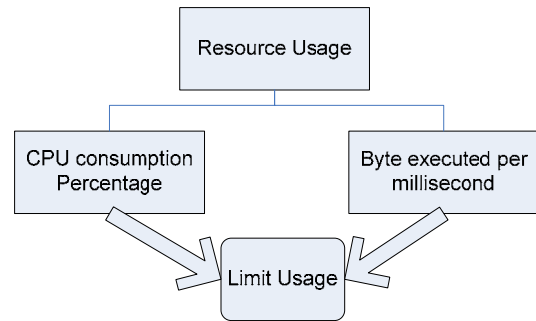 Resource Usage
CPU consumption
Percentage
Byte executed per
millisecond
Limit Usage